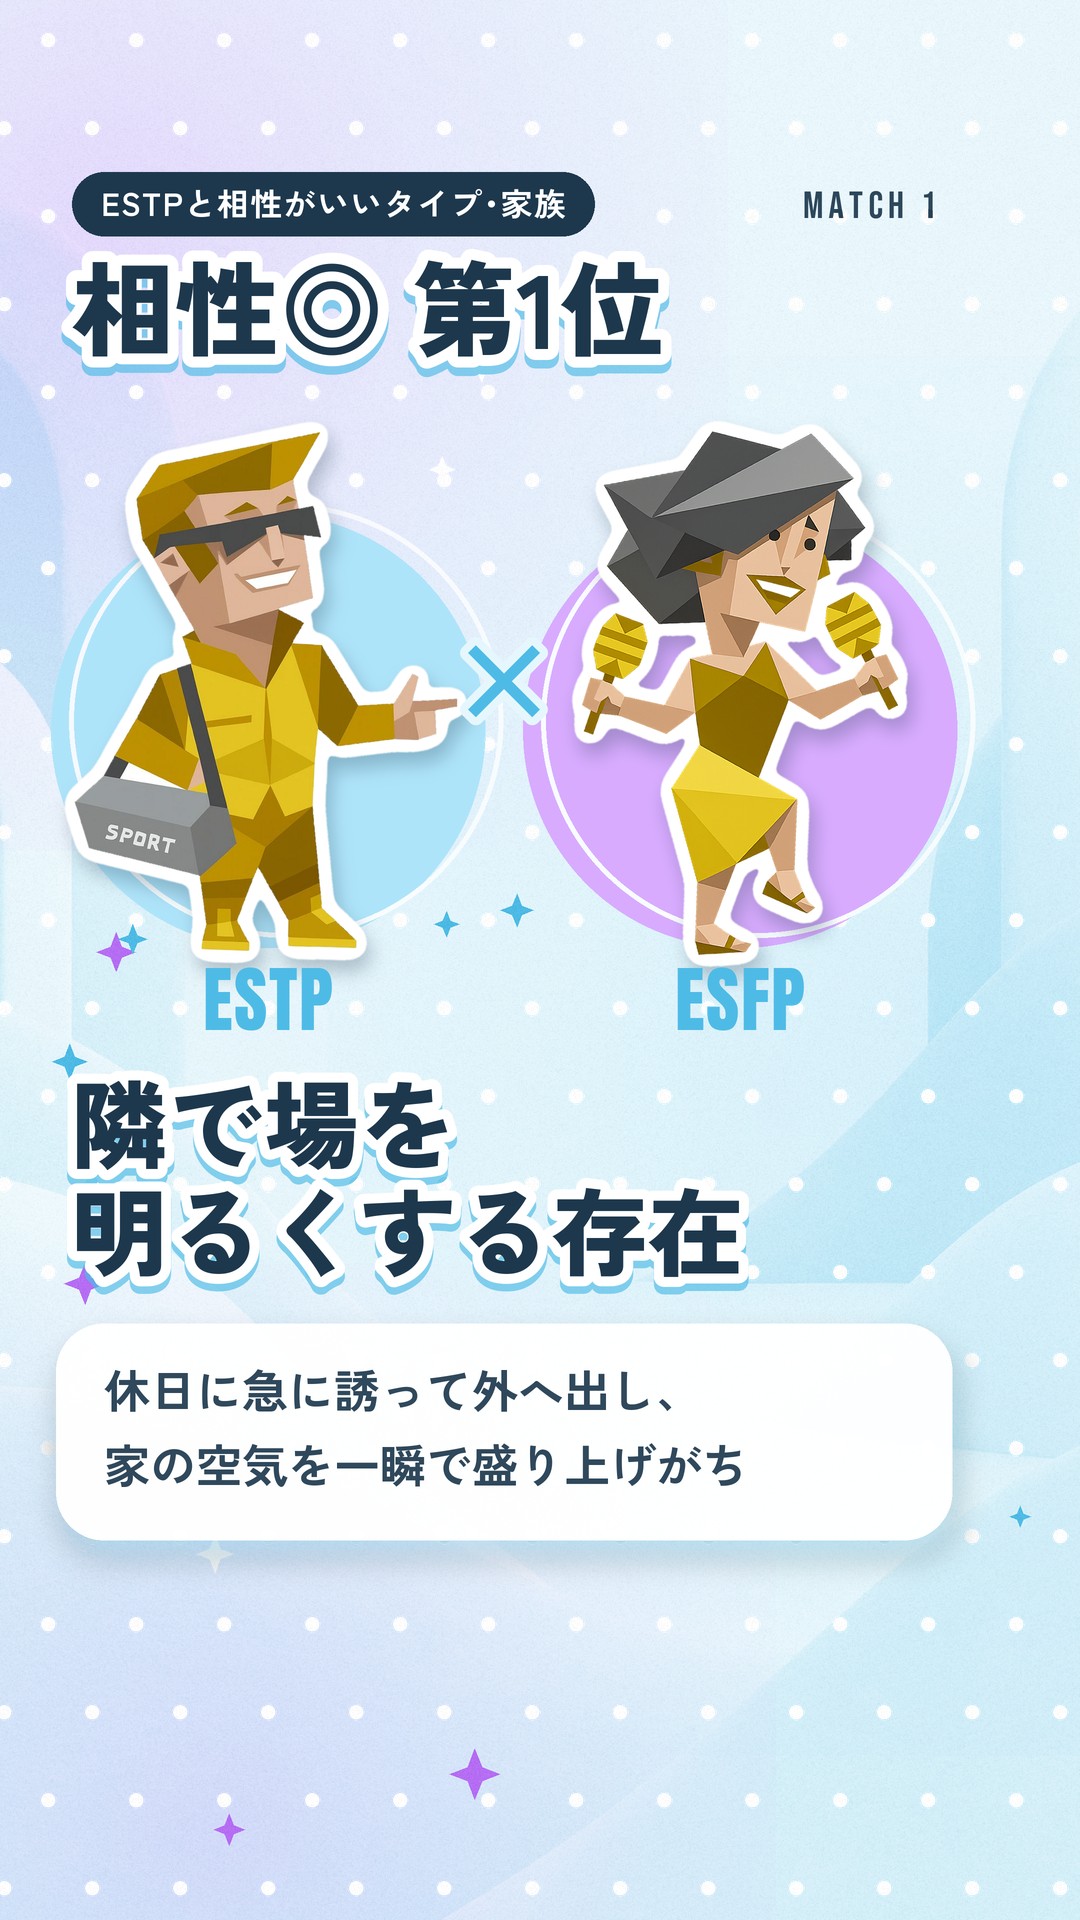 ESTPと相性がいいタイプ・家族
MATCH 1
相性◎ 第1位
SPORT
ESTP
ESFP
隣で場を
明るくする存在
休日に急に誘って外へ出し、
家の空気を一瞬で盛り上げがち